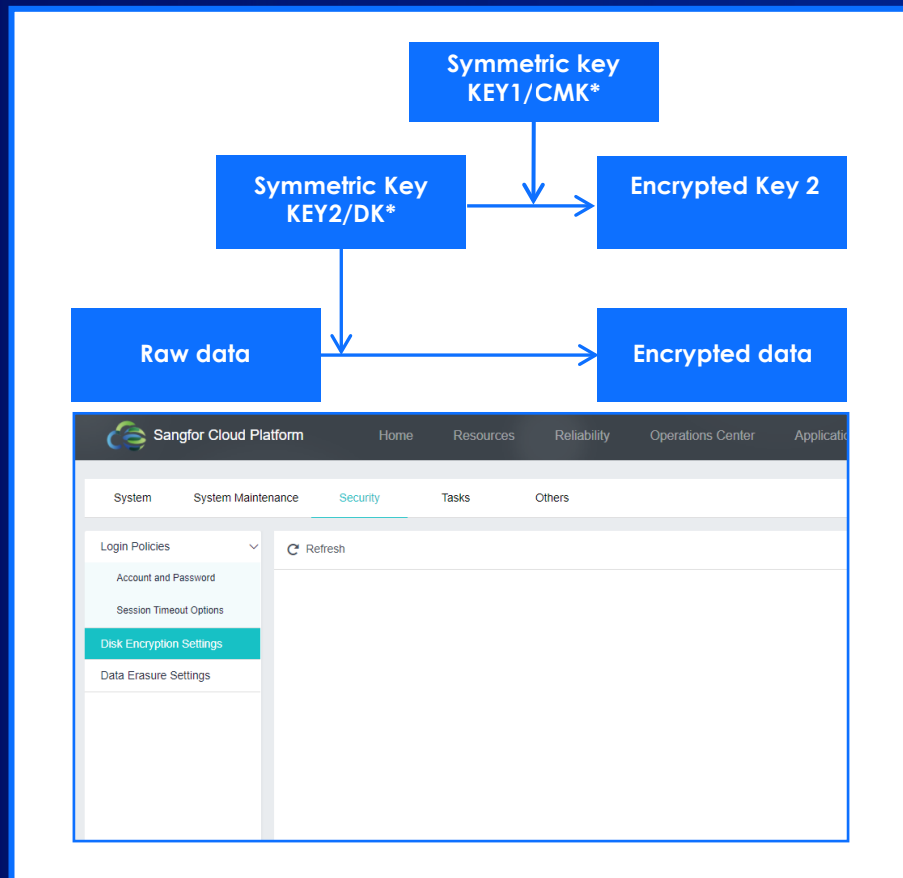 Symmetric key
KEY1/CMK*
Symmetric Key
KEY2/DK*
Encrypted Key 2
Raw data
Encrypted data
Sangfor Cloud Platform
Home
Resources
Reliability
Operations Center
Applicatio
System
System Maintenance
Security
Tasks
Others
Login Policies
Refresh
Account and Password
Session Timeout Options
Disk Encryption Settings
Data Erasure Settings